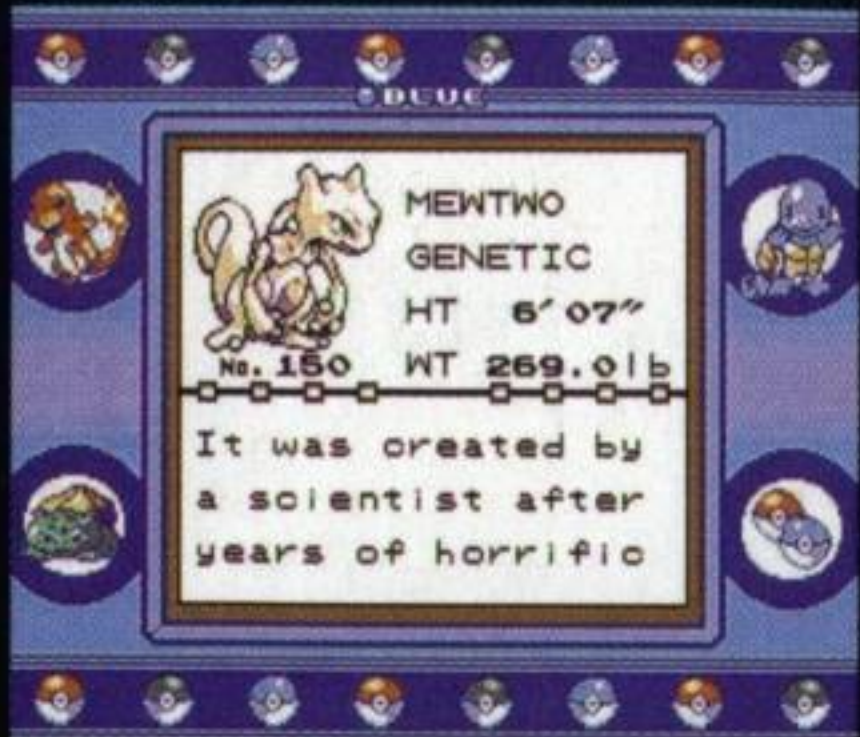 BLUE
MEWTWO
GENETIC
HT 6′07″
No.150 WT 269.0lb
It was created by
a scientist after
years of horrific